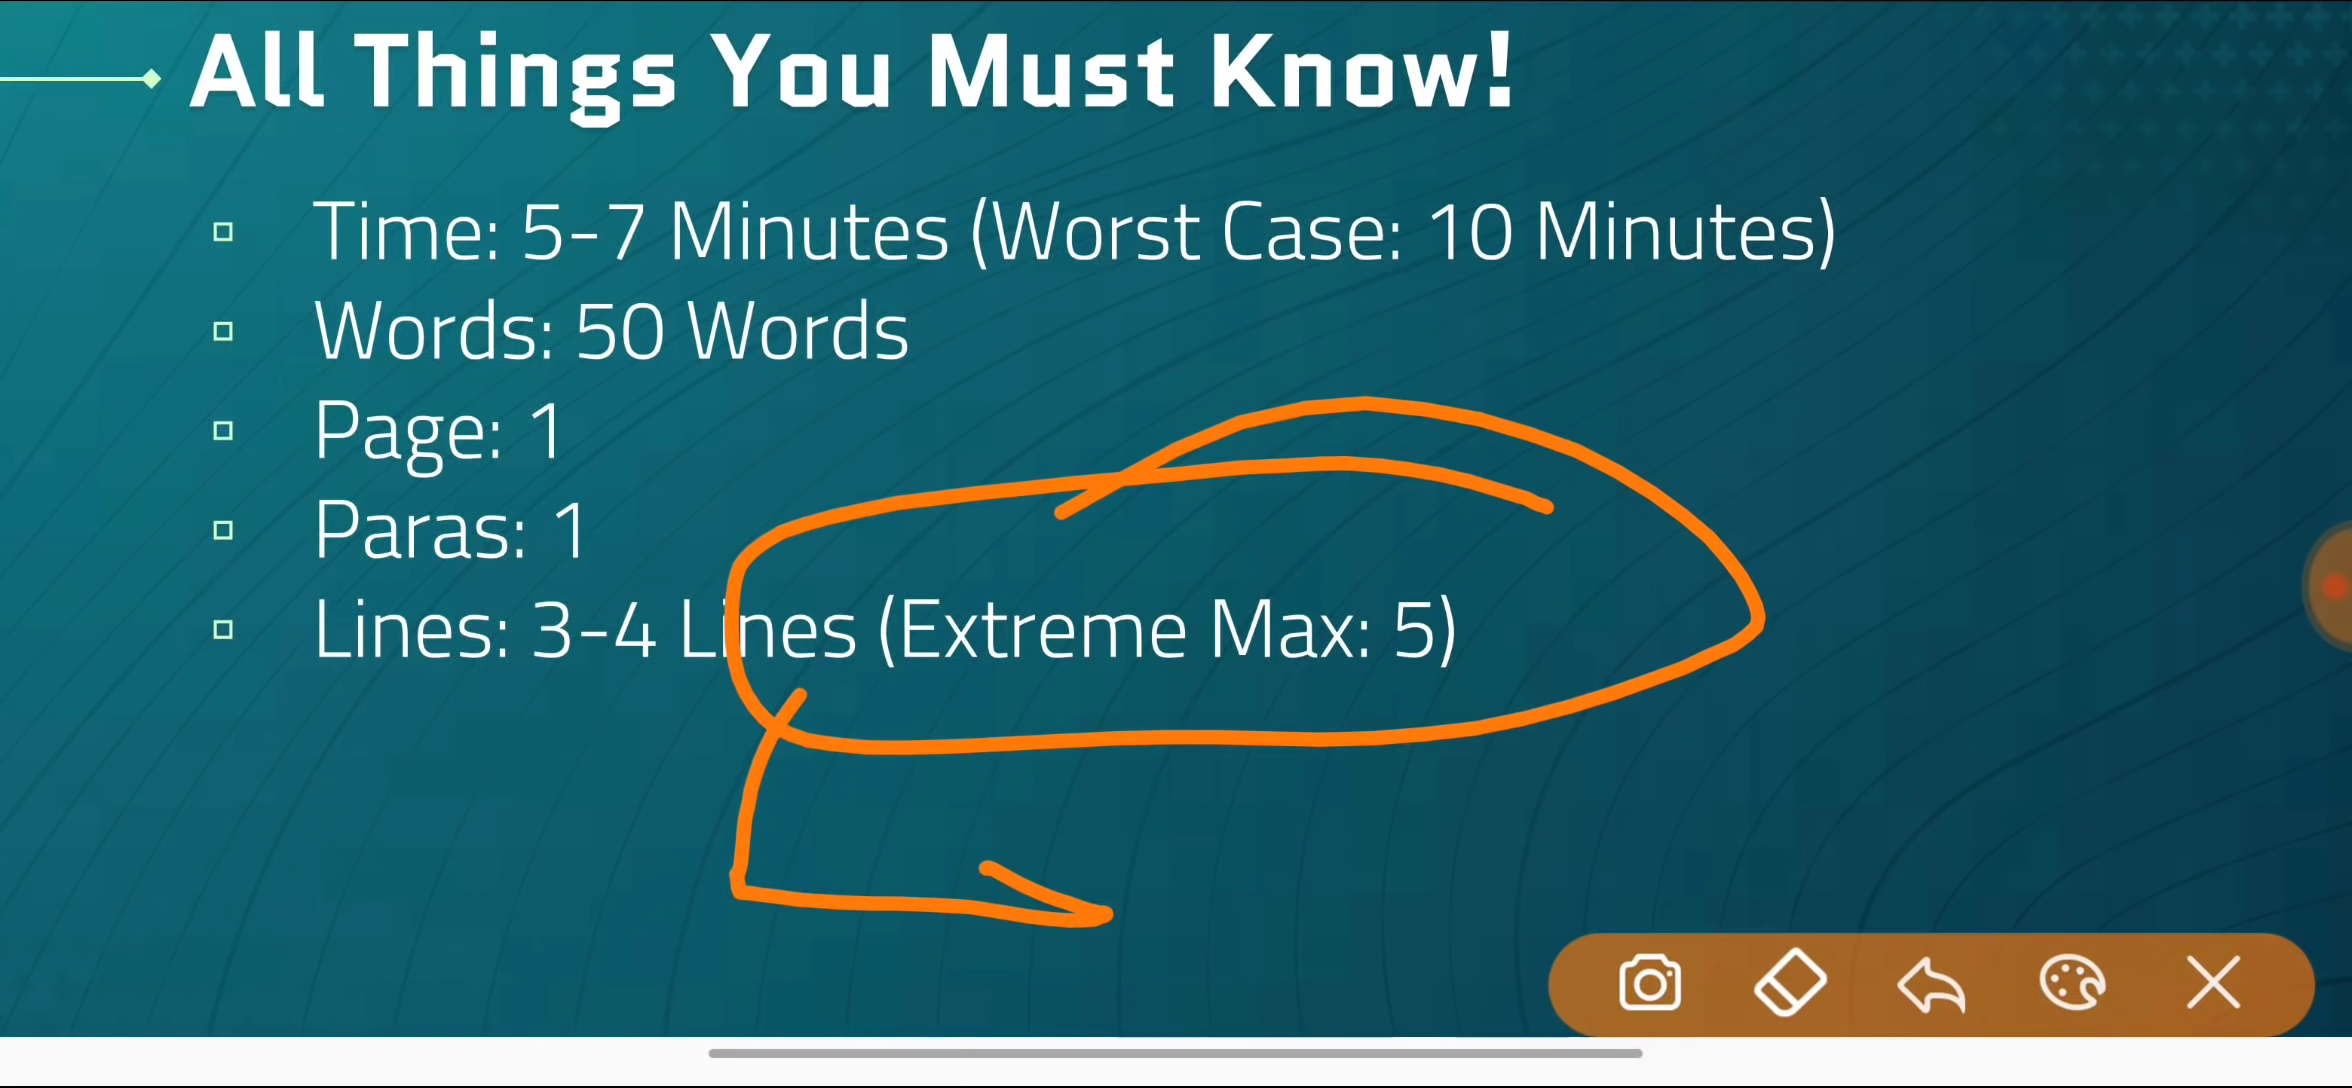 All Things You Must Know!
Time: 5-7 Minutes (Worst Case: 10 Minutes)
Words: 50 Words
Page: 1
Paras: 1
Lines: 3-4 Lines (Extreme Max: 5)